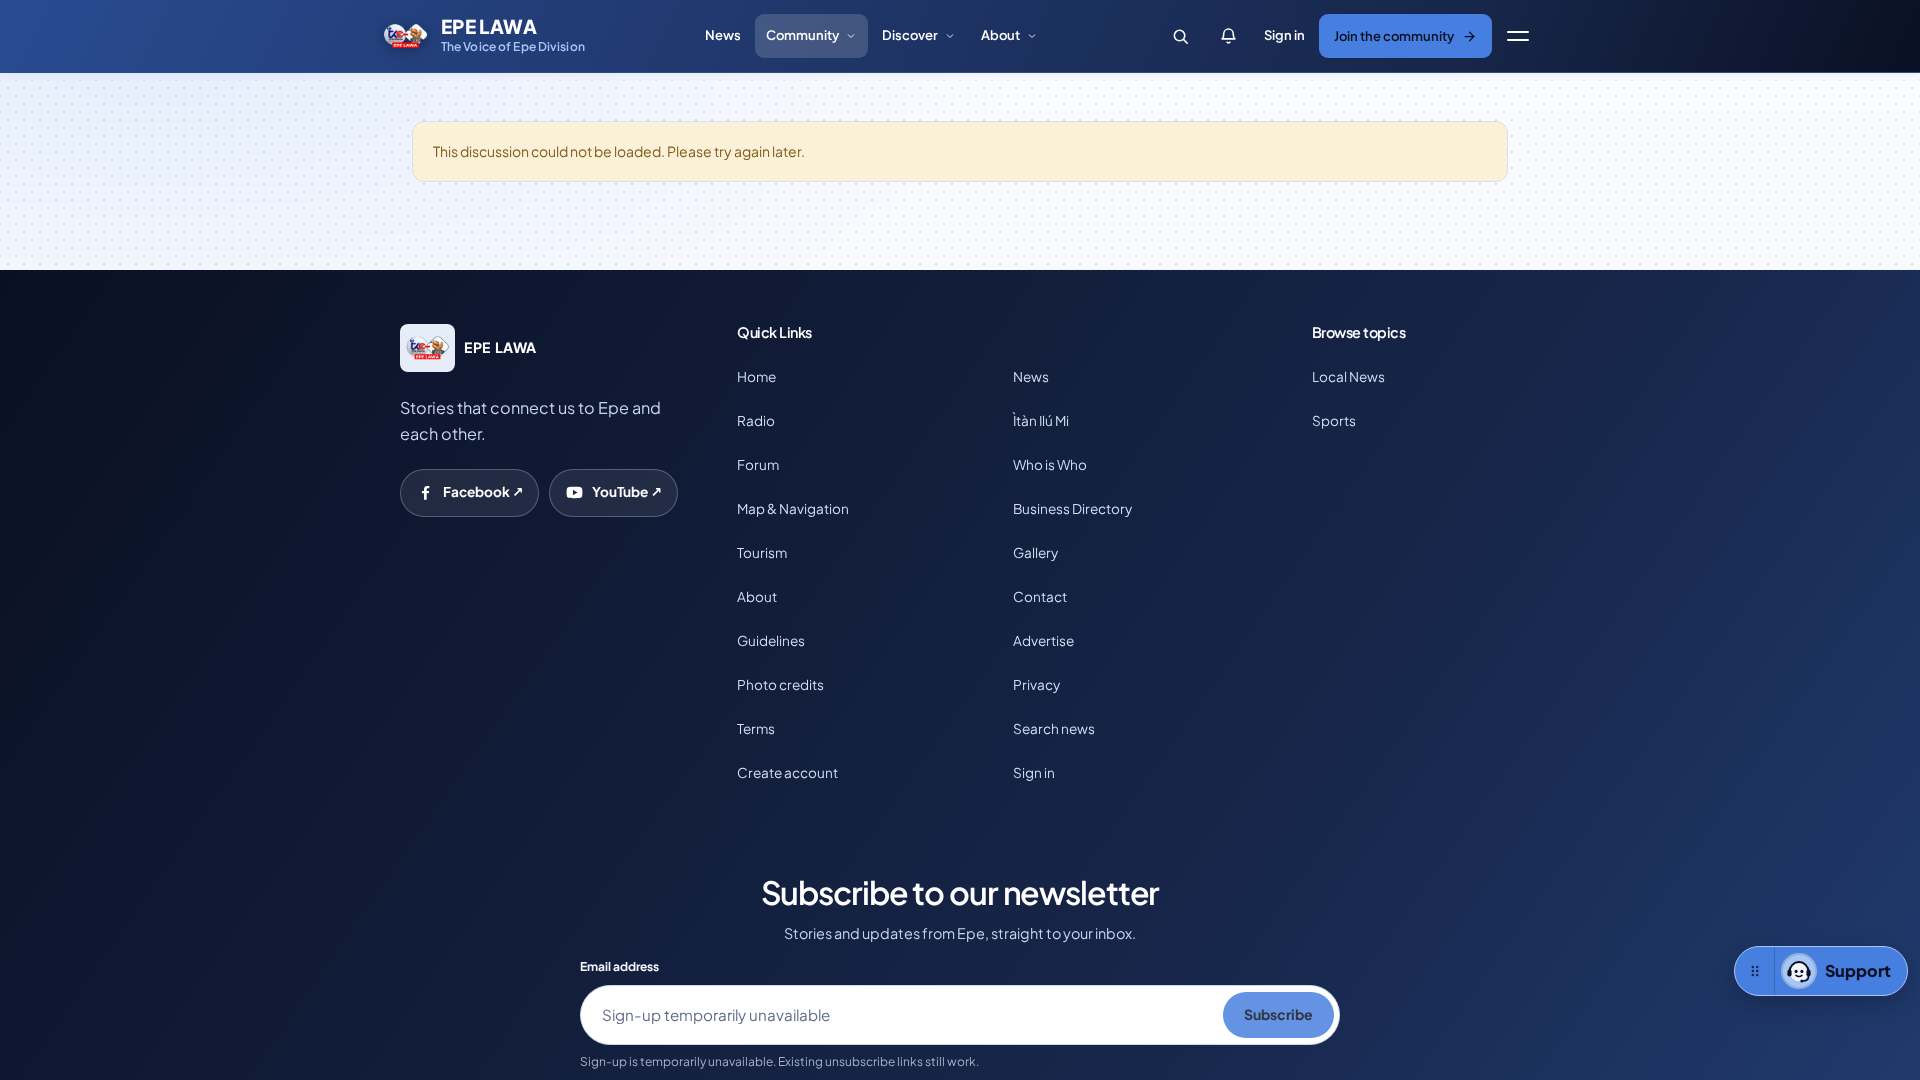 EPE LAWA
The Voice of Epe Division
News
Community
Discover
About
Sign in
Join the community
This discussion could not be loaded. Please try again later.
EPE LAWA
EPE LAWA
Stories that connect us to Epe and
each other.
Facebook ↗
YouTube ↗
Quick Links
Home
News
Radio
Ìtàn Ilú Mi
Forum
Who is Who
Map & Navigation
Business Directory
Tourism
Gallery
About
Contact
Guidelines
Advertise
Photo credits
Privacy
Terms
Search news
Create account
Sign in
Browse topics
Local News
Sports
Subscribe to our newsletter
Stories and updates from Epe, straight to your inbox.
Email address
Sign-up temporarily unavailable
Subscribe
Sign-up is temporarily unavailable. Existing unsubscribe links still work.
Support